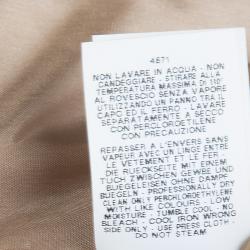 4871
NON LAVARE IN ACQUA - NON
CANDEGGIARE - STIRARE ALLA
TEMPERATURA MASSIMA DI 110°
AL ROVESCIO SENZA VAPORE
UTILIZZANDO UN PANNO TRA IL
CAPO ED IL FERRO - LAVARE
SEPARATAMENTE A SECCO
CON PERCLOROETILENE
CON PRECAUZIONE
REPASSER A L'ENVERS SANS
VAPEUR AVEC UN LINGE ENTRE
LE VETEMENT ET LE FER -
DIE RUECKSEITE MIT EINEM
TUCH ZWISCHEN GEWEBE UND
BUEGELEISEN OHNE DAMPF
BUEGELN - PROFESSIONALLY DRY
CLEAN ONLY PERCHLOROETHYLENE
WITH LIKE COLOURS - LOW
MOISTURE - TUMBLE COOL - NO
BLEACH - COOL IRON WRONG
SIDE ONLY - USE PRESS CLOTH -
DO NOT STEAM